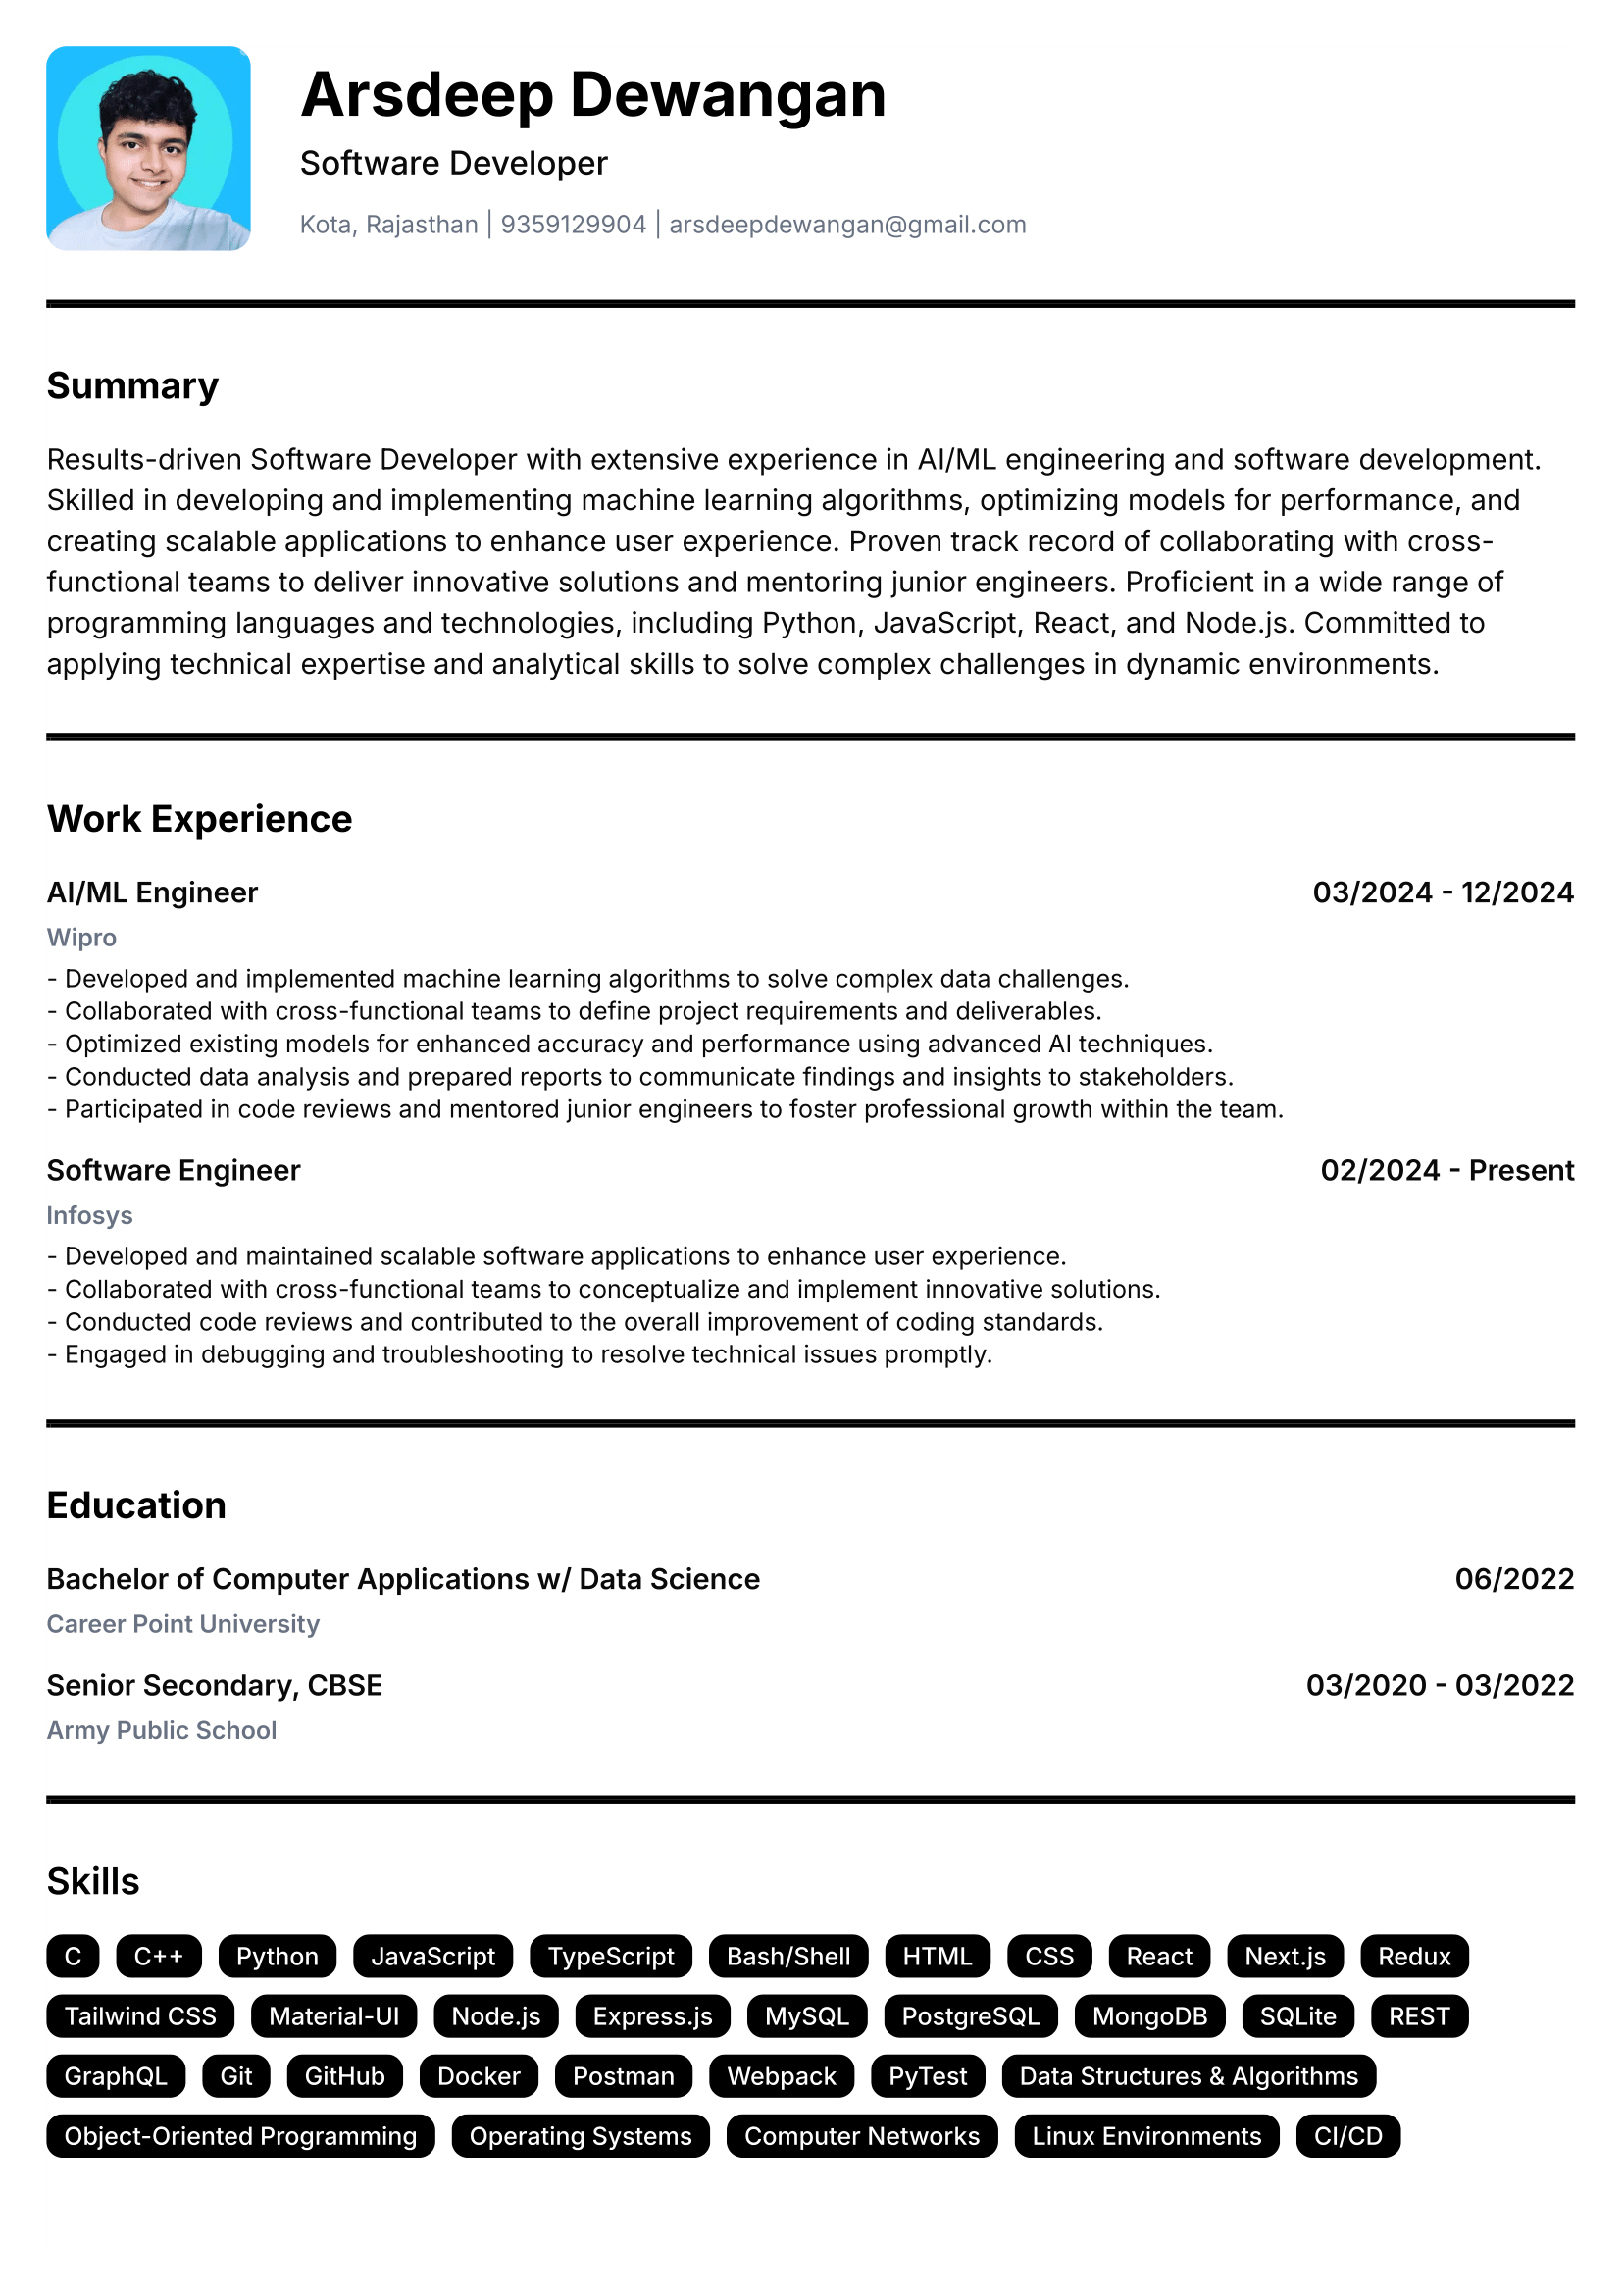 Arsdeep Dewangan
Software Developer
Kota, Rajasthan | 9359129904 | arsdeepdewangan@gmail.com
Summary
Results-driven Software Developer with extensive experience in AI/ML engineering and software development.
Skilled in developing and implementing machine learning algorithms, optimizing models for performance, and
creating scalable applications to enhance user experience. Proven track record of collaborating with cross-
functional teams to deliver innovative solutions and mentoring junior engineers. Proficient in a wide range of
programming languages and technologies, including Python, JavaScript, React, and Node.js. Committed to
applying technical expertise and analytical skills to solve complex challenges in dynamic environments.
Work Experience
AI/ML Engineer 03/2024 - 12/2024
Wipro
- Developed and implemented machine learning algorithms to solve complex data challenges.
- Collaborated with cross-functional teams to define project requirements and deliverables.
- Optimized existing models for enhanced accuracy and performance using advanced AI techniques.
- Conducted data analysis and prepared reports to communicate findings and insights to stakeholders.
- Participated in code reviews and mentored junior engineers to foster professional growth within the team.
Software Engineer 02/2024 - Present
Infosys
- Developed and maintained scalable software applications to enhance user experience.
- Collaborated with cross-functional teams to conceptualize and implement innovative solutions.
- Conducted code reviews and contributed to the overall improvement of coding standards.
- Engaged in debugging and troubleshooting to resolve technical issues promptly.
Education
Bachelor of Computer Applications w/ Data Science 06/2022
Career Point University
Senior Secondary, CBSE 03/2020 - 03/2022
Army Public School
Skills
C C++ Python JavaScript TypeScript Bash/Shell HTML CSS React Next.js Redux
Tailwind CSS Material-UI Node.js Express.js MySQL PostgreSQL MongoDB SQLite REST
GraphQL Git GitHub Docker Postman Webpack PyTest Data Structures & Algorithms
Object-Oriented Programming Operating Systems Computer Networks Linux Environments CI/CD